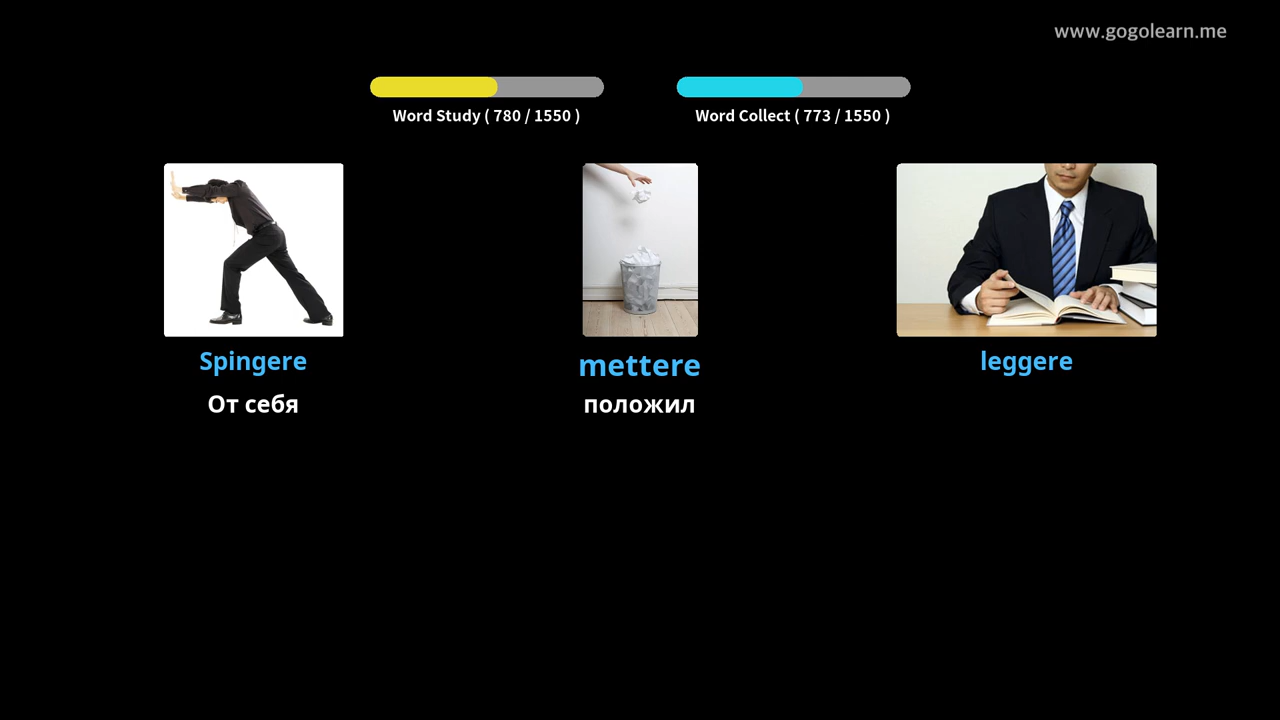 www.gogolearn.me
Word Study ( 780 / 1550 )
Word Collect ( 773 / 1550 )
Spingere
mettere
leggere
От себя
положил